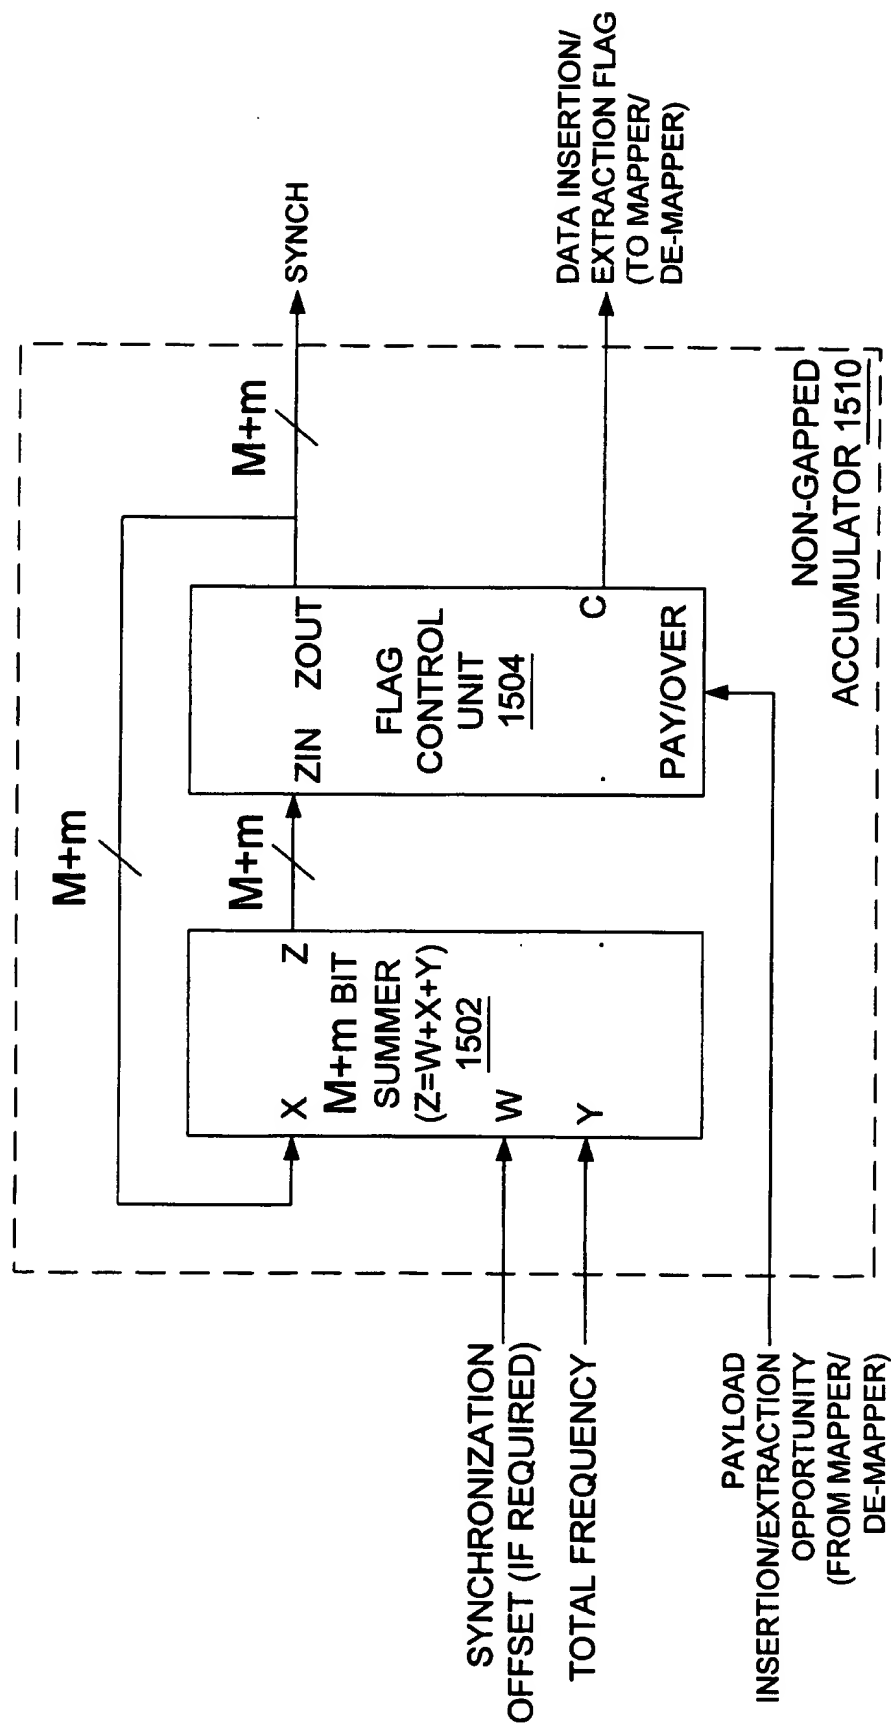 M+m
M+m
M+m
X
Z
M+m BIT
SUMMER
(Z=W+X+Y)
1502
W
Y
ZIN
ZOUT
FLAG
CONTROL
UNIT
1504
C
PAY/OVER
SYNCH
DATA INSERTION/
EXTRACTION FLAG
(TO MAPPER/
DE-MAPPER)
SYNCHRONIZATION
OFFSET (IF REQUIRED)
TOTAL FREQUENCY
PAYLOAD
INSERTION/EXTRACTION
OPPORTUNITY
(FROM MAPPER/
DE-MAPPER)
NON-GAPPED
ACCUMULATOR 1510